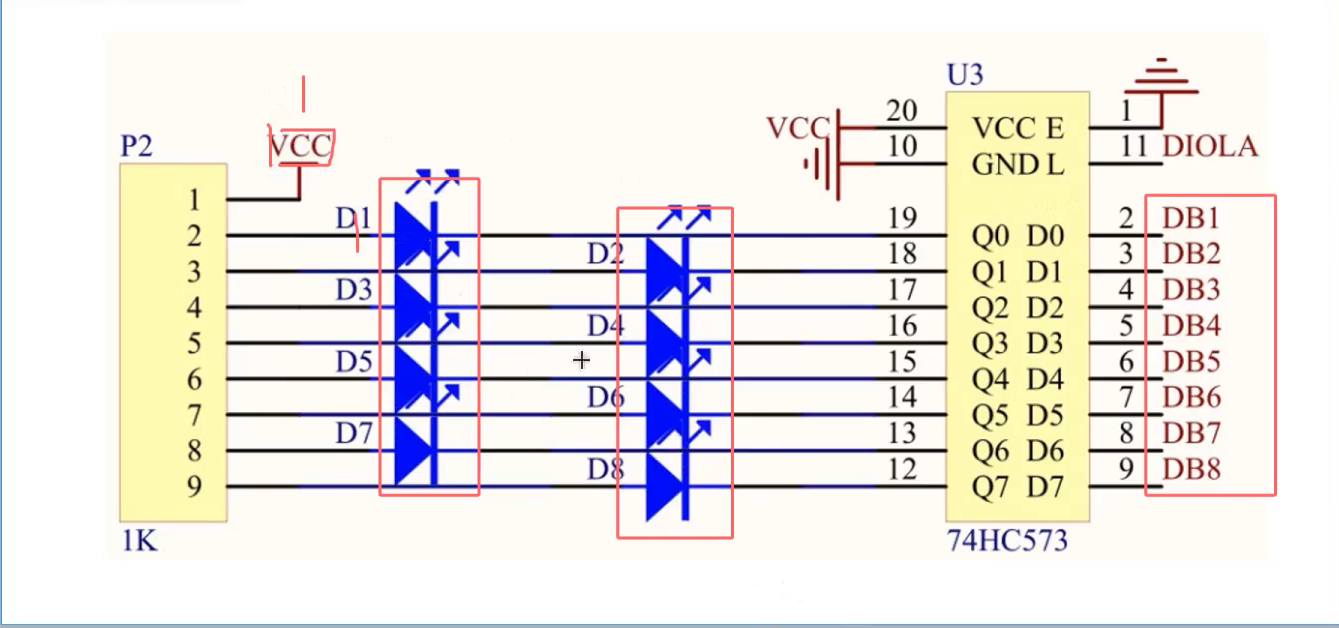 U3
P2
VCC
1
2
3
4
5
6
7
8
9
1K
D1
D3
D5
D7
D2
D4
D6
D8
VCC
20
10
19
18
17
16
15
14
13
12
VCC E
GND L
Q0 D0
Q1 D1
Q2 D2
Q3 D3
Q4 D4
Q5 D5
Q6 D6
Q7 D7
74HC573
1
11 DIOLA
2 DB1
3 DB2
4 DB3
5 DB4
6 DB5
7 DB6
8 DB7
9 DB8